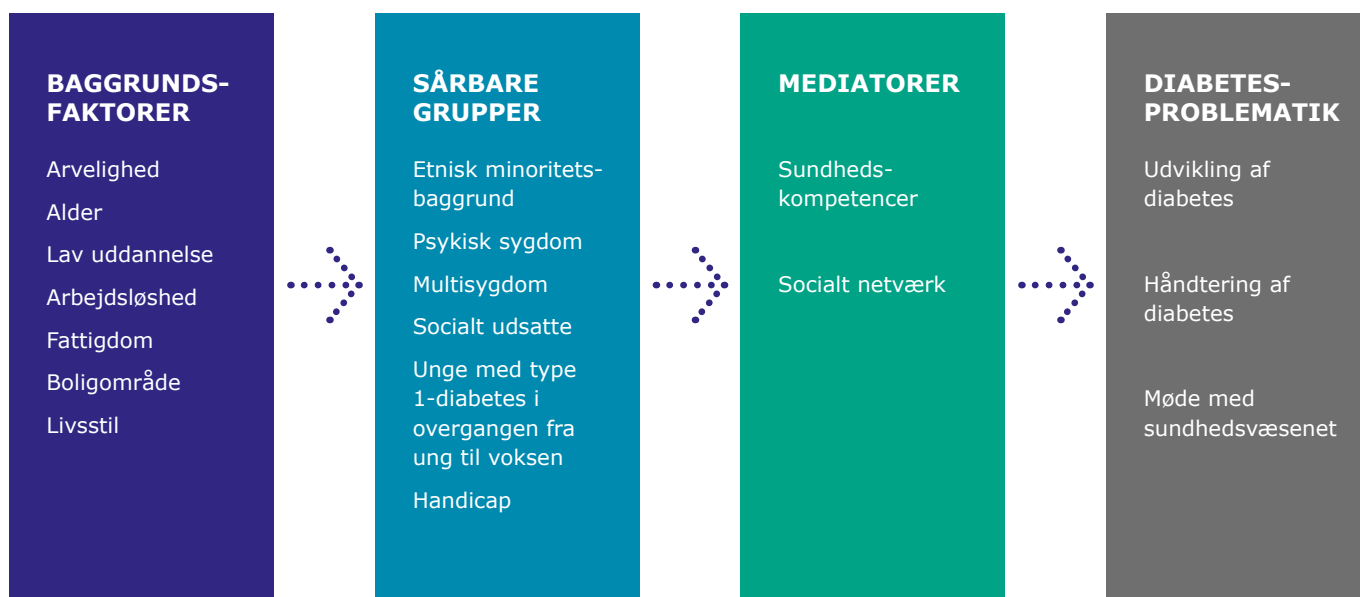 BAGGRUNDS-
FAKTORER
Arvelighed
Alder
Lav uddannelse
Arbejdsløshed
Fattigdom
Boligområde
Livsstil
SÅRBARE
GRUPPER
Etnisk minoritets-
baggrund
Psykisk sygdom
Multisygdom
Socialt udsatte
Unge med type
1-diabetes i
overgangen fra
ung til voksen
Handicap
MEDIATORER
Sundheds-
kompetencer
Socialt netværk
DIABETES-
PROBLEMATIK
Udvikling af
diabetes
Håndtering af
diabetes
Møde med
sundhedsvæsenet